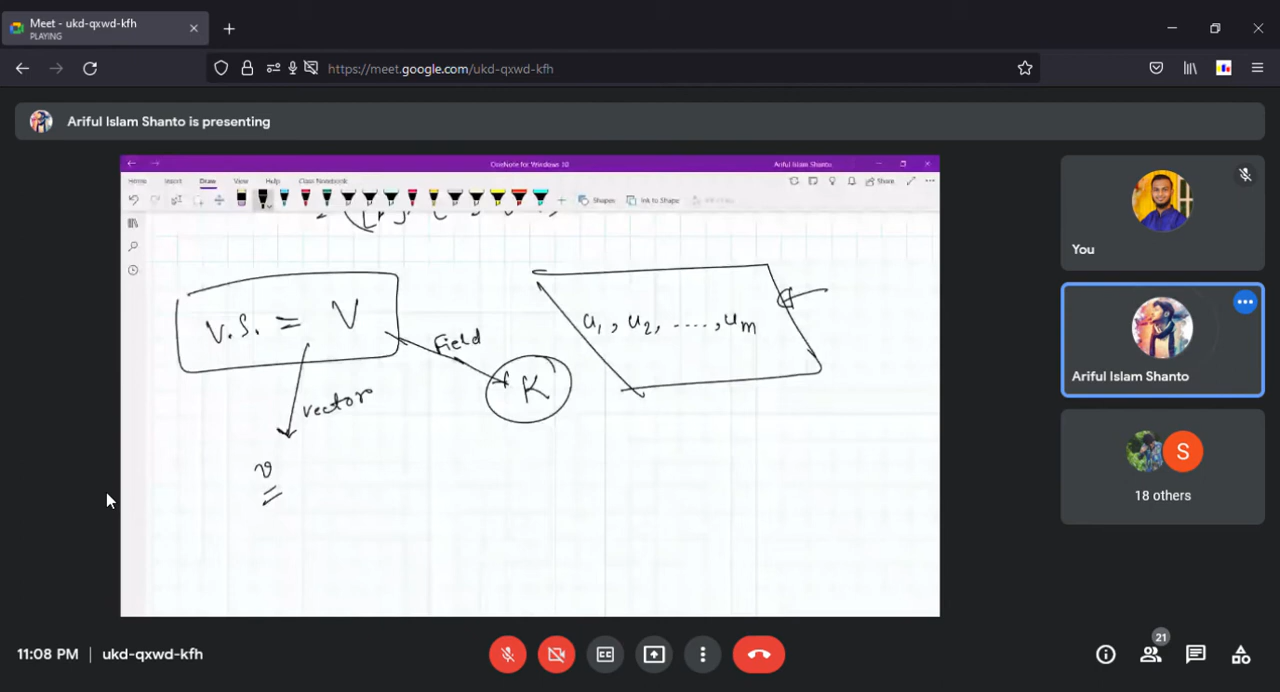 Meet - ukd-qxwd-kfh
PLAYING
https://meet.google.com/ukd-qxwd-kfh
Ariful Islam Shanto is presenting
OneNote for Windows 10
Ariful Islam Shanto
Home Insert Draw View Help Class Notebook
Share
Shapes Ink to Shape
V.S. = V
Field
K
vector
v
u₁, u₂, ...., uₘ
You
Ariful Islam Shanto
S
18 others
11:08 PM | ukd-qxwd-kfh
21